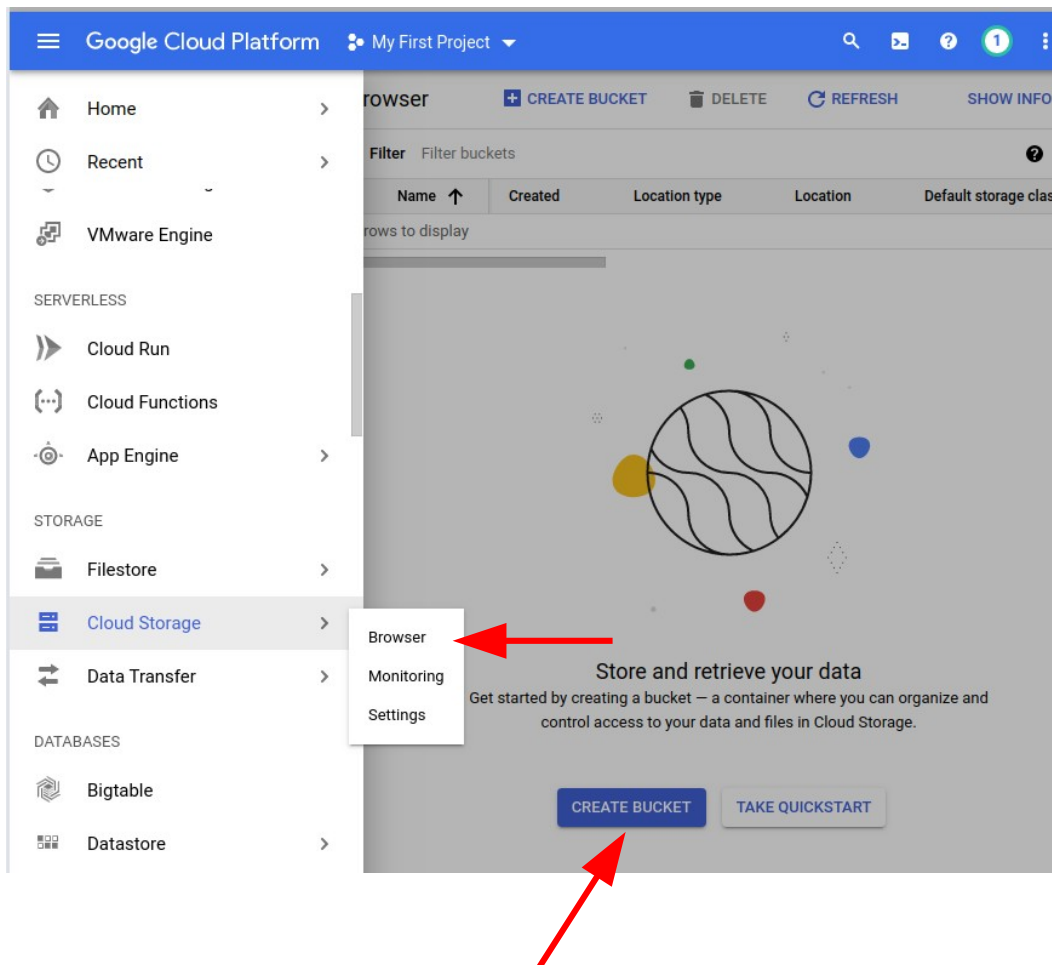 Google Cloud Platform My First Project 1
Home
Recent
VMware Engine
SERVERLESS
Cloud Run
Cloud Functions
App Engine
STORAGE
Filestore
Cloud Storage
Data Transfer
DATABASES
Bigtable
Datastore
Browser
Monitoring
Settings
rowser CREATE BUCKET DELETE REFRESH SHOW INFO
Filter Filter buckets
Name Created Location type Location Default storage clas
rows to display
Store and retrieve your data
Get started by creating a bucket — a container where you can organize and
control access to your data and files in Cloud Storage.
CREATE BUCKET TAKE QUICKSTART